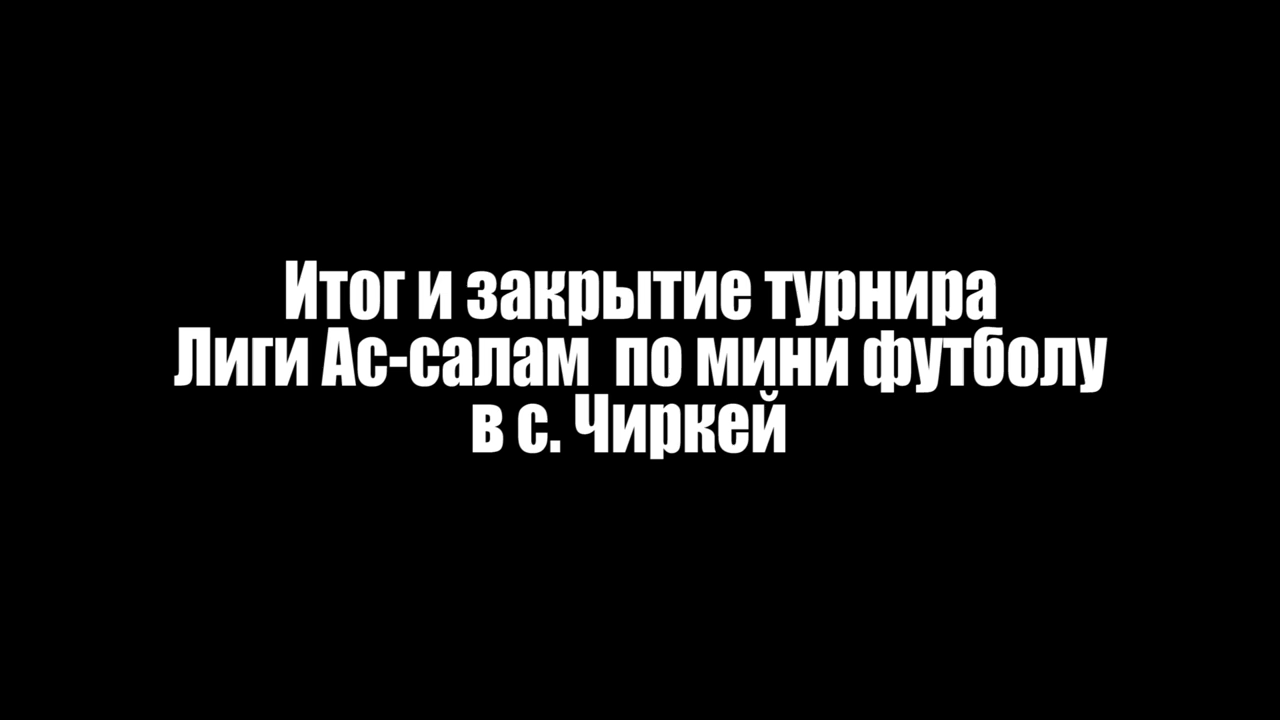 Итог и закрытие турнира
Лиги Ас-салам по мини футболу
в с. Чиркей